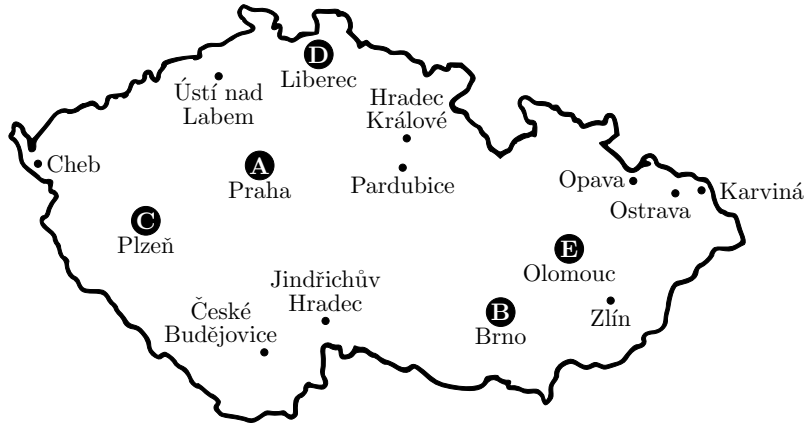 D
Liberec
Ústí nad
Labem
Hradec
Králové
Cheb
A
Praha
Pardubice
Opava
Ostrava
Karviná
C
Plzeň
E
Olomouc
Jindřichův
Hradec
České
Budějovice
B
Brno
Zlín